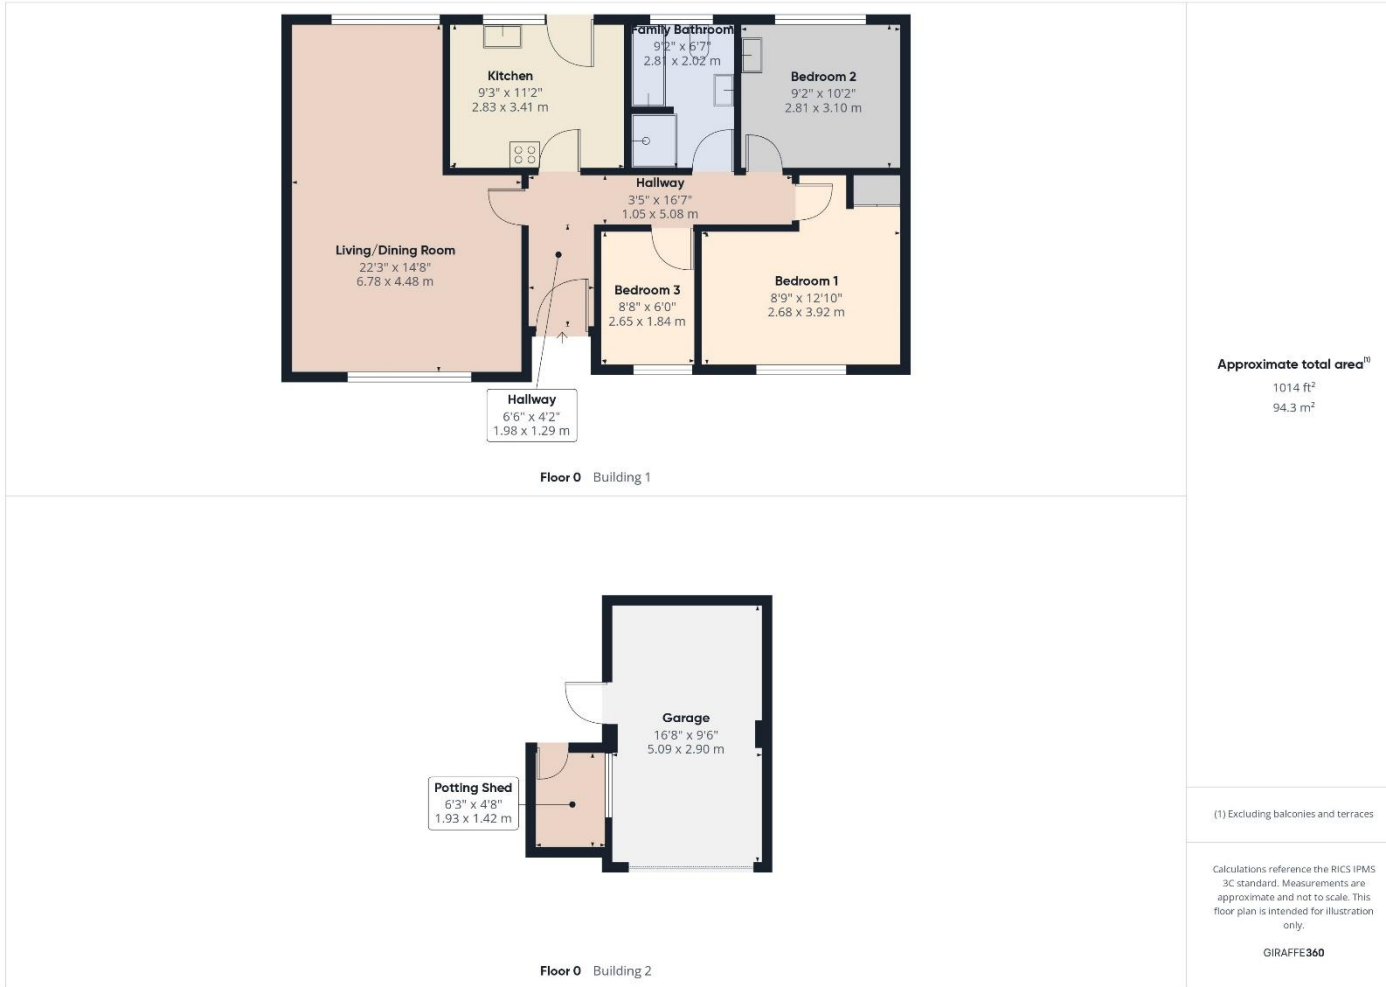 Family Bathroom
9'2" x 6'7"
2.81 x 2.02 m
Kitchen
9'3" x 11'2"
2.83 x 3.41 m
Bedroom 2
9'2" x 10'2"
2.81 x 3.10 m
Hallway
3'5" x 16'7"
1.05 x 5.08 m
Living/Dining Room
22'3" x 14'8"
6.78 x 4.48 m
Bedroom 3
8'8" x 6'0"
2.65 x 1.84 m
Bedroom 1
8'9" x 12'10"
2.68 x 3.92 m
Hallway
6'6" x 4'2"
1.98 x 1.29 m
Floor 0 Building 1
Garage
16'8" x 9'6"
5.09 x 2.90 m
Potting Shed
6'3" x 4'8"
1.93 x 1.42 m
Floor 0 Building 2
Approximate total area(1)
1014 ft²
94.3 m²
(1) Excluding balconies and terraces
Calculations reference the RICS IPMS
3C standard. Measurements are
approximate and not to scale. This
floor plan is intended for illustration
only.
GIRAFFE360